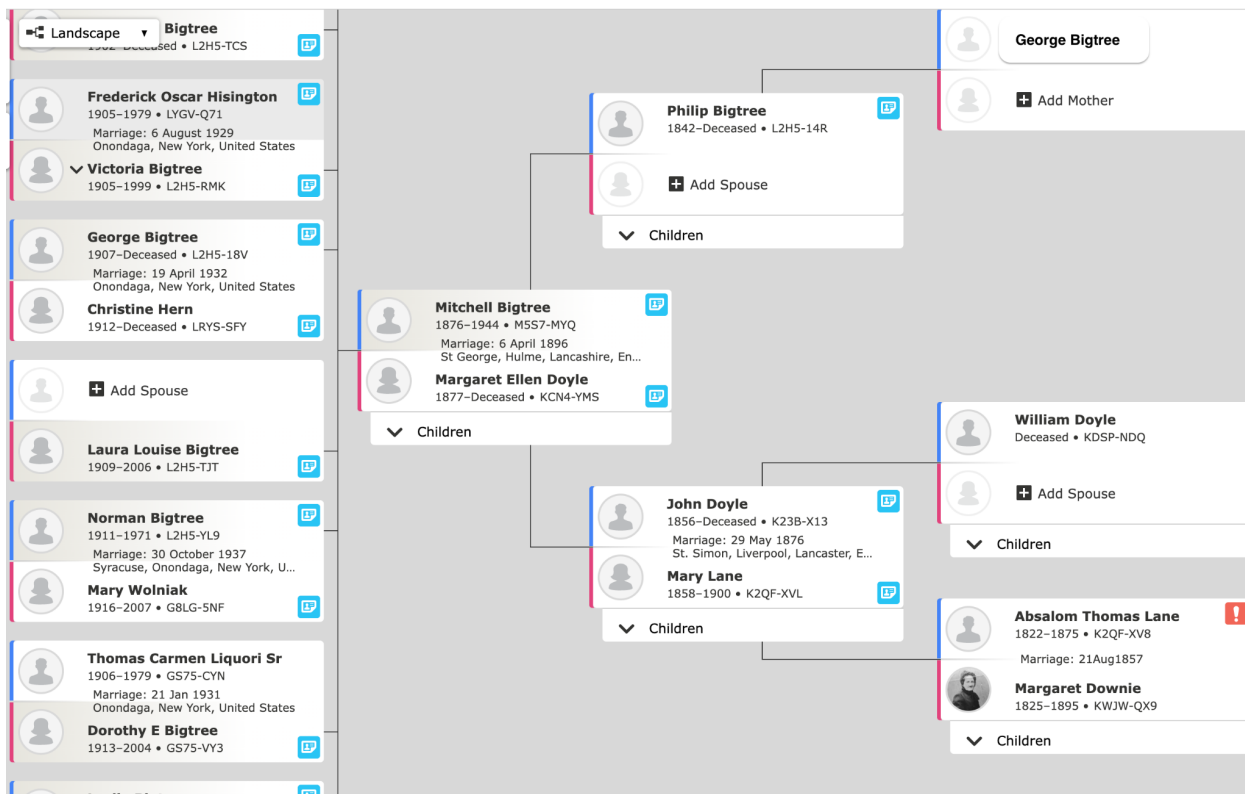 Landscape
Bigtree
1902–Deceased • L2H5-TCS
Frederick Oscar Hisington
1905–1979 • LYGV-Q71
Marriage: 6 August 1929
Onondaga, New York, United States
Victoria Bigtree
1905–1999 • L2H5-RMK
George Bigtree
1907–Deceased • L2H5-18V
Marriage: 19 April 1932
Onondaga, New York, United States
Christine Hern
1912–Deceased • LRYS-SFY
Add Spouse
Laura Louise Bigtree
1909–2006 • L2H5-TJT
Norman Bigtree
1911–1971 • L2H5-YL9
Marriage: 30 October 1937
Syracuse, Onondaga, New York, U...
Mary Wolniak
1916–2007 • G8LG-5NF
Thomas Carmen Liquori Sr
1906–1979 • GS75-CYN
Marriage: 21 Jan 1931
Onondaga, New York, United States
Dorothy E Bigtree
1913–2004 • GS75-VY3
Mitchell Bigtree
1876–1944 • M5S7-MYQ
Marriage: 6 April 1896
St George, Hulme, Lancashire, En...
Margaret Ellen Doyle
1877–Deceased • KCN4-YMS
Children
Philip Bigtree
1842–Deceased • L2H5-14R
Add Spouse
Children
John Doyle
1856–Deceased • K23B-X13
Marriage: 29 May 1876
St. Simon, Liverpool, Lancaster, E...
Mary Lane
1858–1900 • K2QF-XVL
Children
George Bigtree
Add Mother
William Doyle
Deceased • KDSP-NDQ
Add Spouse
Children
Absalom Thomas Lane
1822–1875 • K2QF-XV8
Marriage: 21Aug1857
Margaret Downie
1825–1895 • KWJW-QX9
Children